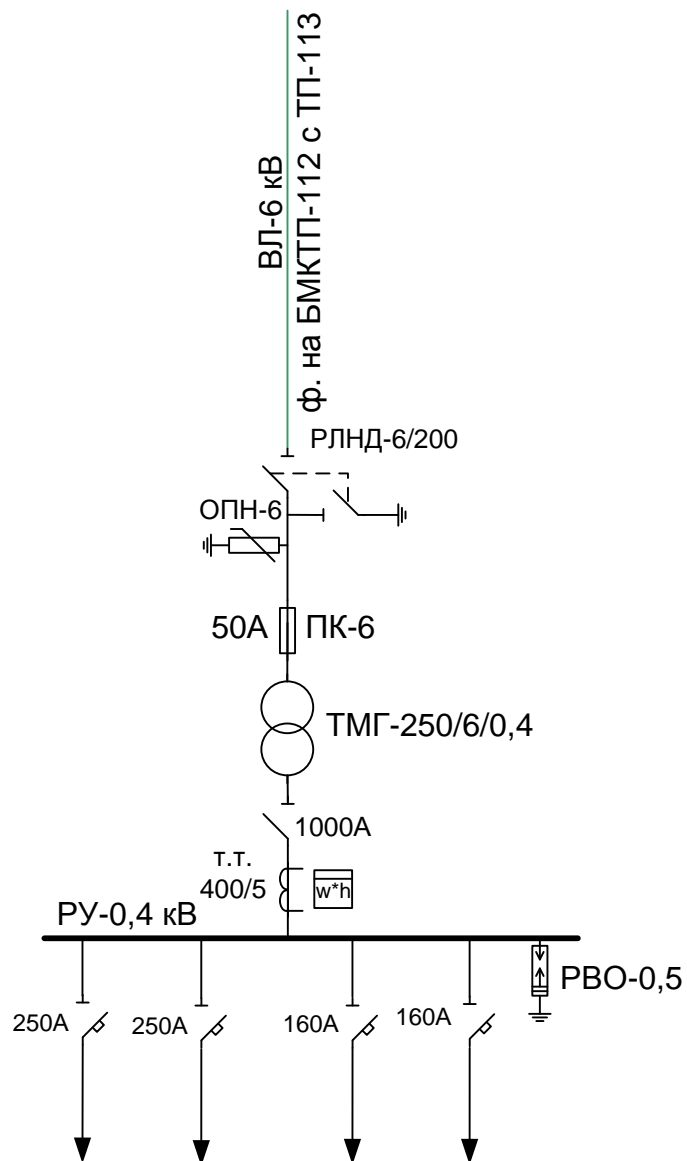 ВЛ-6 кВ
ф. на БМКТП-112 с ТП-113
РЛНД-6/200
ОПН-6
50А
ПК-6
ТМГ-250/6/0,4
1000А
т.т.
400/5
w*h
РУ-0,4 кВ
РВО-0,5
250А
250А
160А
160А